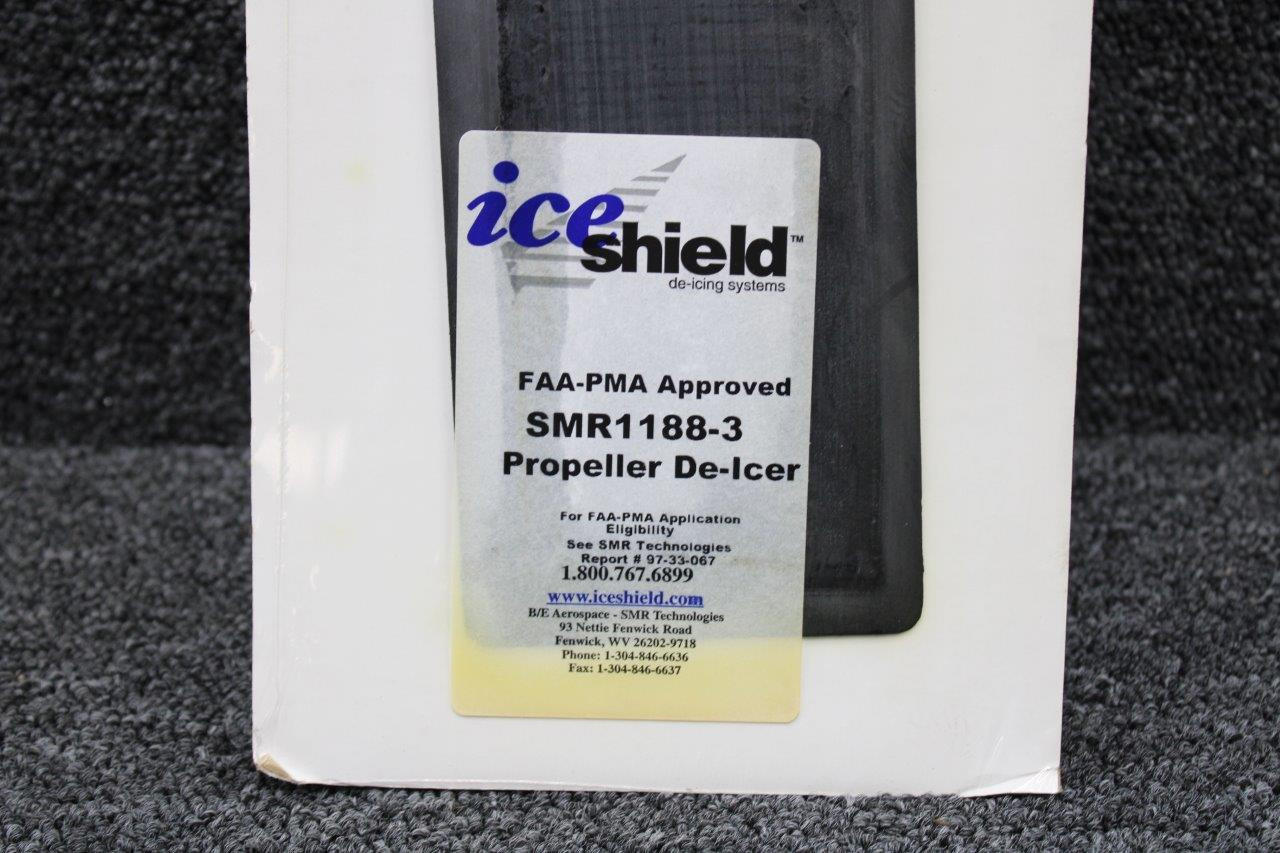 ice
shield™
de-icing systems
FAA-PMA Approved
SMR1188-3
Propeller De-Icer
For FAA-PMA Application
Eligibility
See SMR Technologies
Report # 97-33-067
1.800.767.6899
www.iceshield.com
B/E Aerospace - SMR Technologies
93 Nettie Fenwick Road
Fenwick, WV 26202-9718
Phone: 1-304-846-6636
Fax: 1-304-846-6637